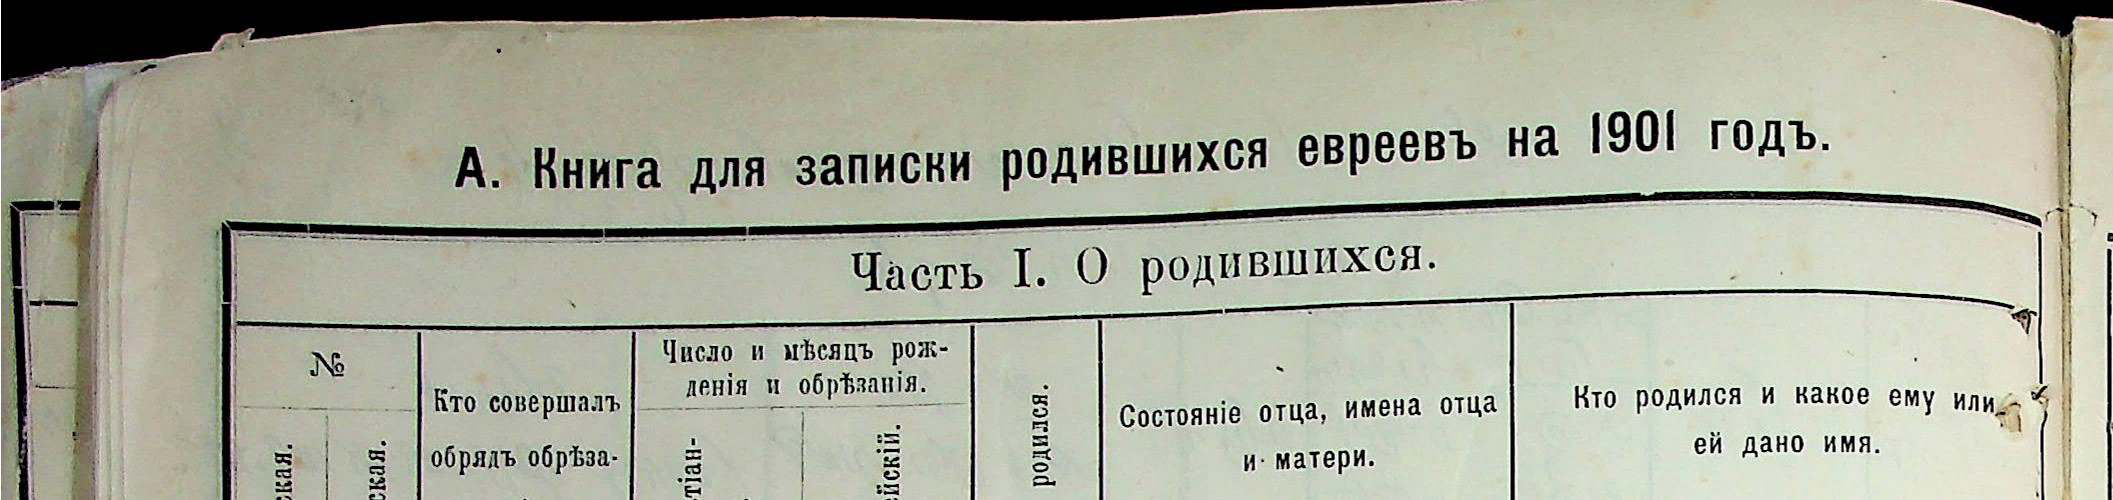 А. Книга для записки родившихся евреевъ на 1901 годъ.
Часть I. О родившихся.
№
Кто совершалъ
обрядъ обрѣза-
Число и мѣсяцъ рож-
денія и обрѣзанія.
родился.
Состояніе отца, имена отца
и матери.
Кто родился и какое ему или
ей дано имя.